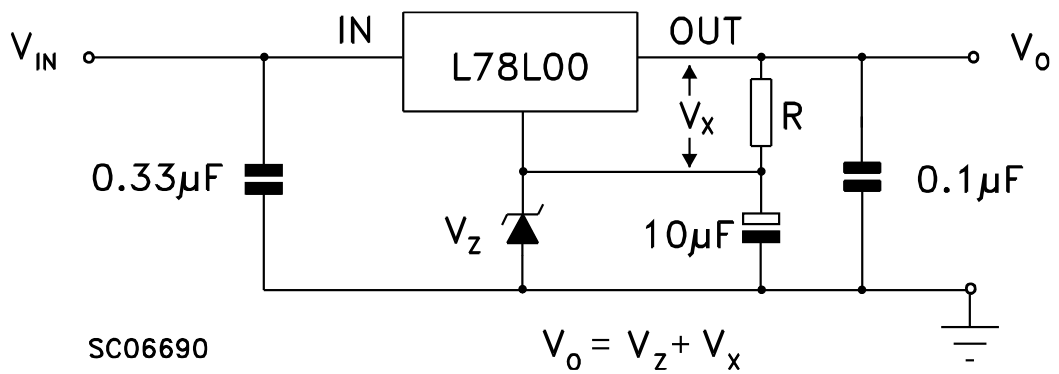 IN
OUT
V_IN
L78L00
V_O
V_X
R
0.33µF
0.1µF
V_Z
10µF
SC06690
V_O = V_Z + V_X